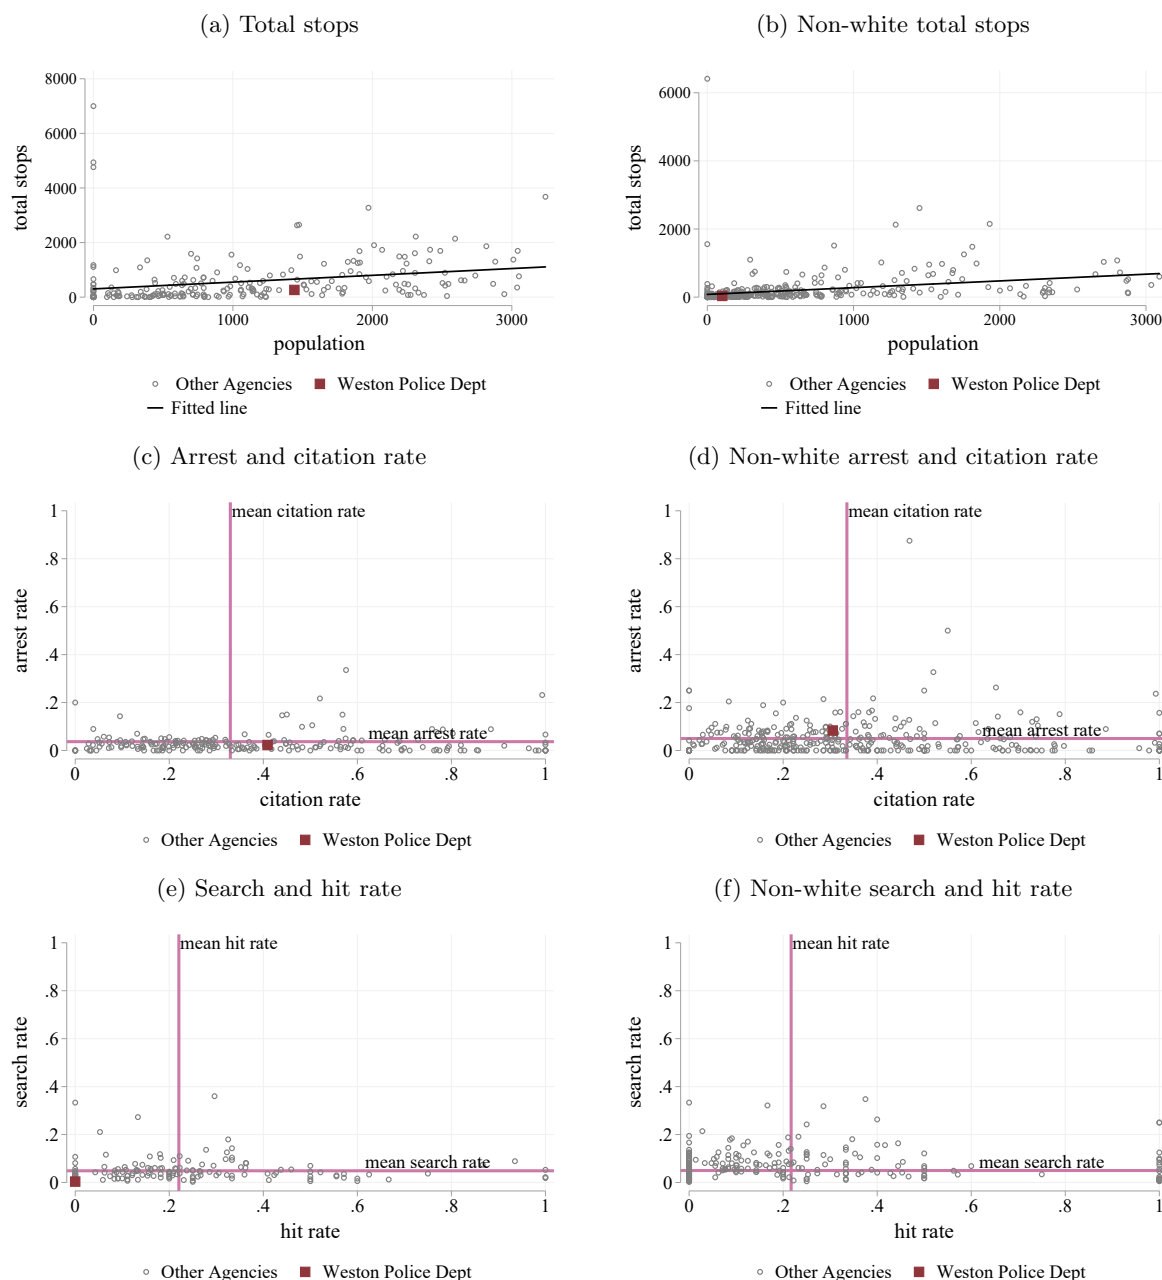 (a) Total stops
(b) Non-white total stops
total stops
8000
6000
4000
2000
0
0 1000 2000 3000
population
Other Agencies Weston Police Dept
Fitted line
total stops
6000
4000
2000
0
0 1000 2000 3000
population
Other Agencies Weston Police Dept
Fitted line
(c) Arrest and citation rate
(d) Non-white arrest and citation rate
arrest rate
1
.8
.6
.4
.2
0
mean citation rate
mean arrest rate
0 .2 .4 .6 .8 1
citation rate
Other Agencies Weston Police Dept
arrest rate
1
.8
.6
.4
.2
0
mean citation rate
mean arrest rate
0 .2 .4 .6 .8 1
citation rate
Other Agencies Weston Police Dept
(e) Search and hit rate
(f) Non-white search and hit rate
search rate
1
.8
.6
.4
.2
0
mean hit rate
mean search rate
0 .2 .4 .6 .8 1
hit rate
Other Agencies Weston Police Dept
search rate
1
.8
.6
.4
.2
0
mean hit rate
mean search rate
0 .2 .4 .6 .8 1
hit rate
Other Agencies Weston Police Dept